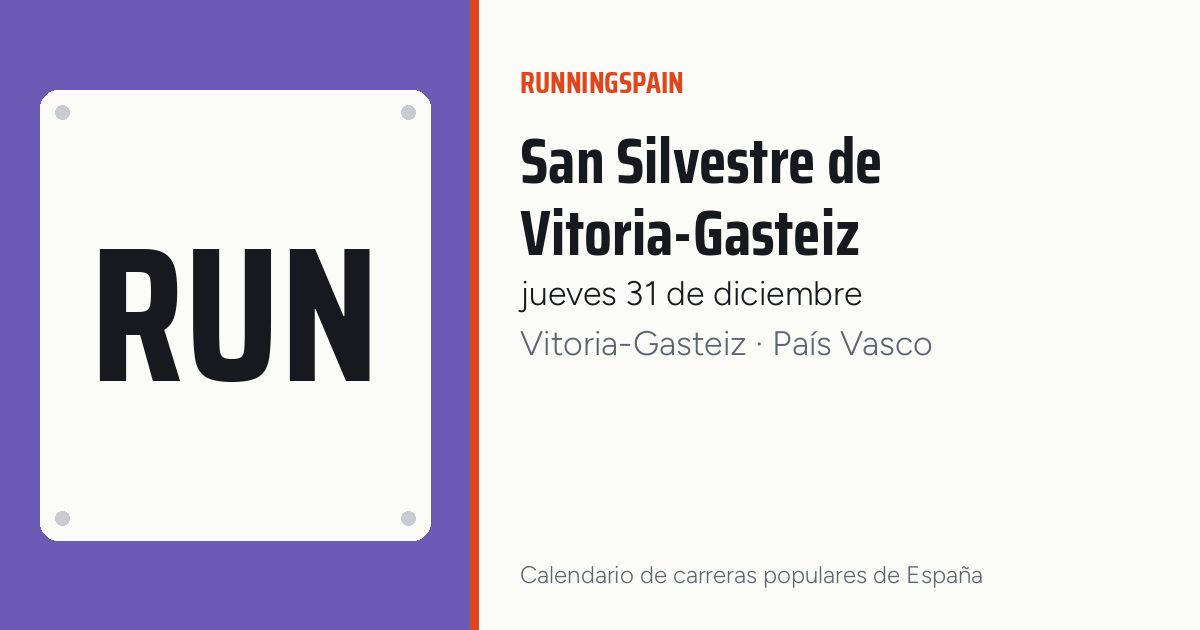 RUN
RUNNINGSPAIN
San Silvestre de
Vitoria-Gasteiz
jueves 31 de diciembre
Vitoria-Gasteiz · País Vasco
Calendario de carreras populares de España